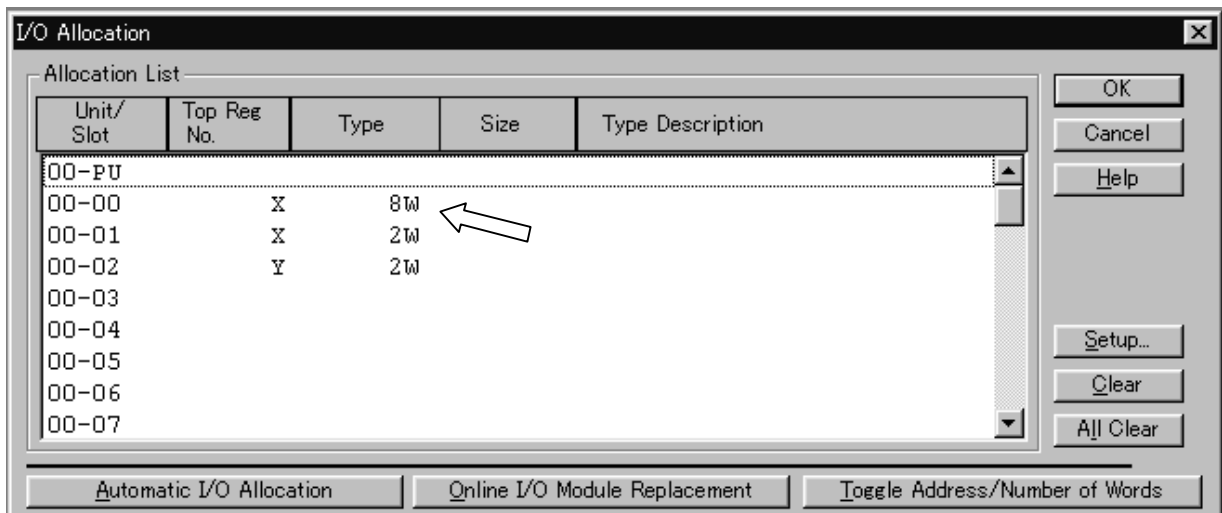 I/O Allocation
Allocation List
Unit/ Slot Top Reg No. Type Size Type Description
00-PU
00-00 X 8W
00-01 X 2W
00-02 Y 2W
00-03
00-04
00-05
00-06
00-07
OK
Cancel
Help
Setup...
Clear
All Clear
Automatic I/O Allocation Online I/O Module Replacement Toggle Address/Number of Words